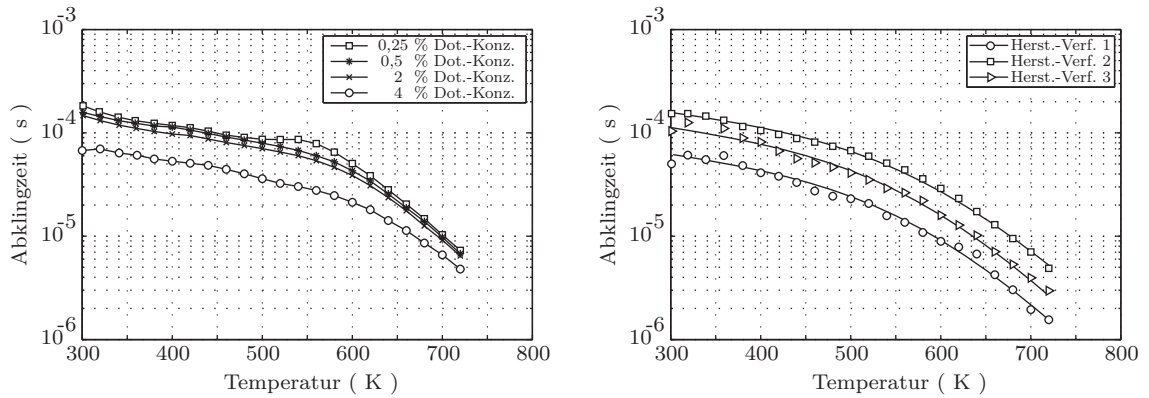 10⁻³
10⁻⁴
10⁻⁵
10⁻⁶
Abklingzeit ( s )
0,25 % Dot.-Konz.
0,5 % Dot.-Konz.
2 % Dot.-Konz.
4 % Dot.-Konz.
300 400 500 600 700 800
Temperatur ( K )
10⁻³
10⁻⁴
10⁻⁵
10⁻⁶
Abklingzeit ( s )
Herst.-Verf. 1
Herst.-Verf. 2
Herst.-Verf. 3
300 400 500 600 700 800
Temperatur ( K )